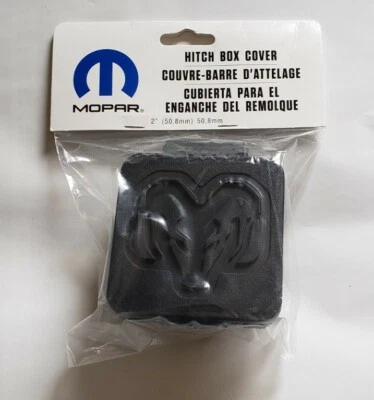 HITCH BOX COVER
COUVRE-BARRE D'ATTELAGE
CUBIERTA PARA EL
ENGANCHE DEL REMOLQUE
2" (50.8mm) 50,8mm
MOPAR®